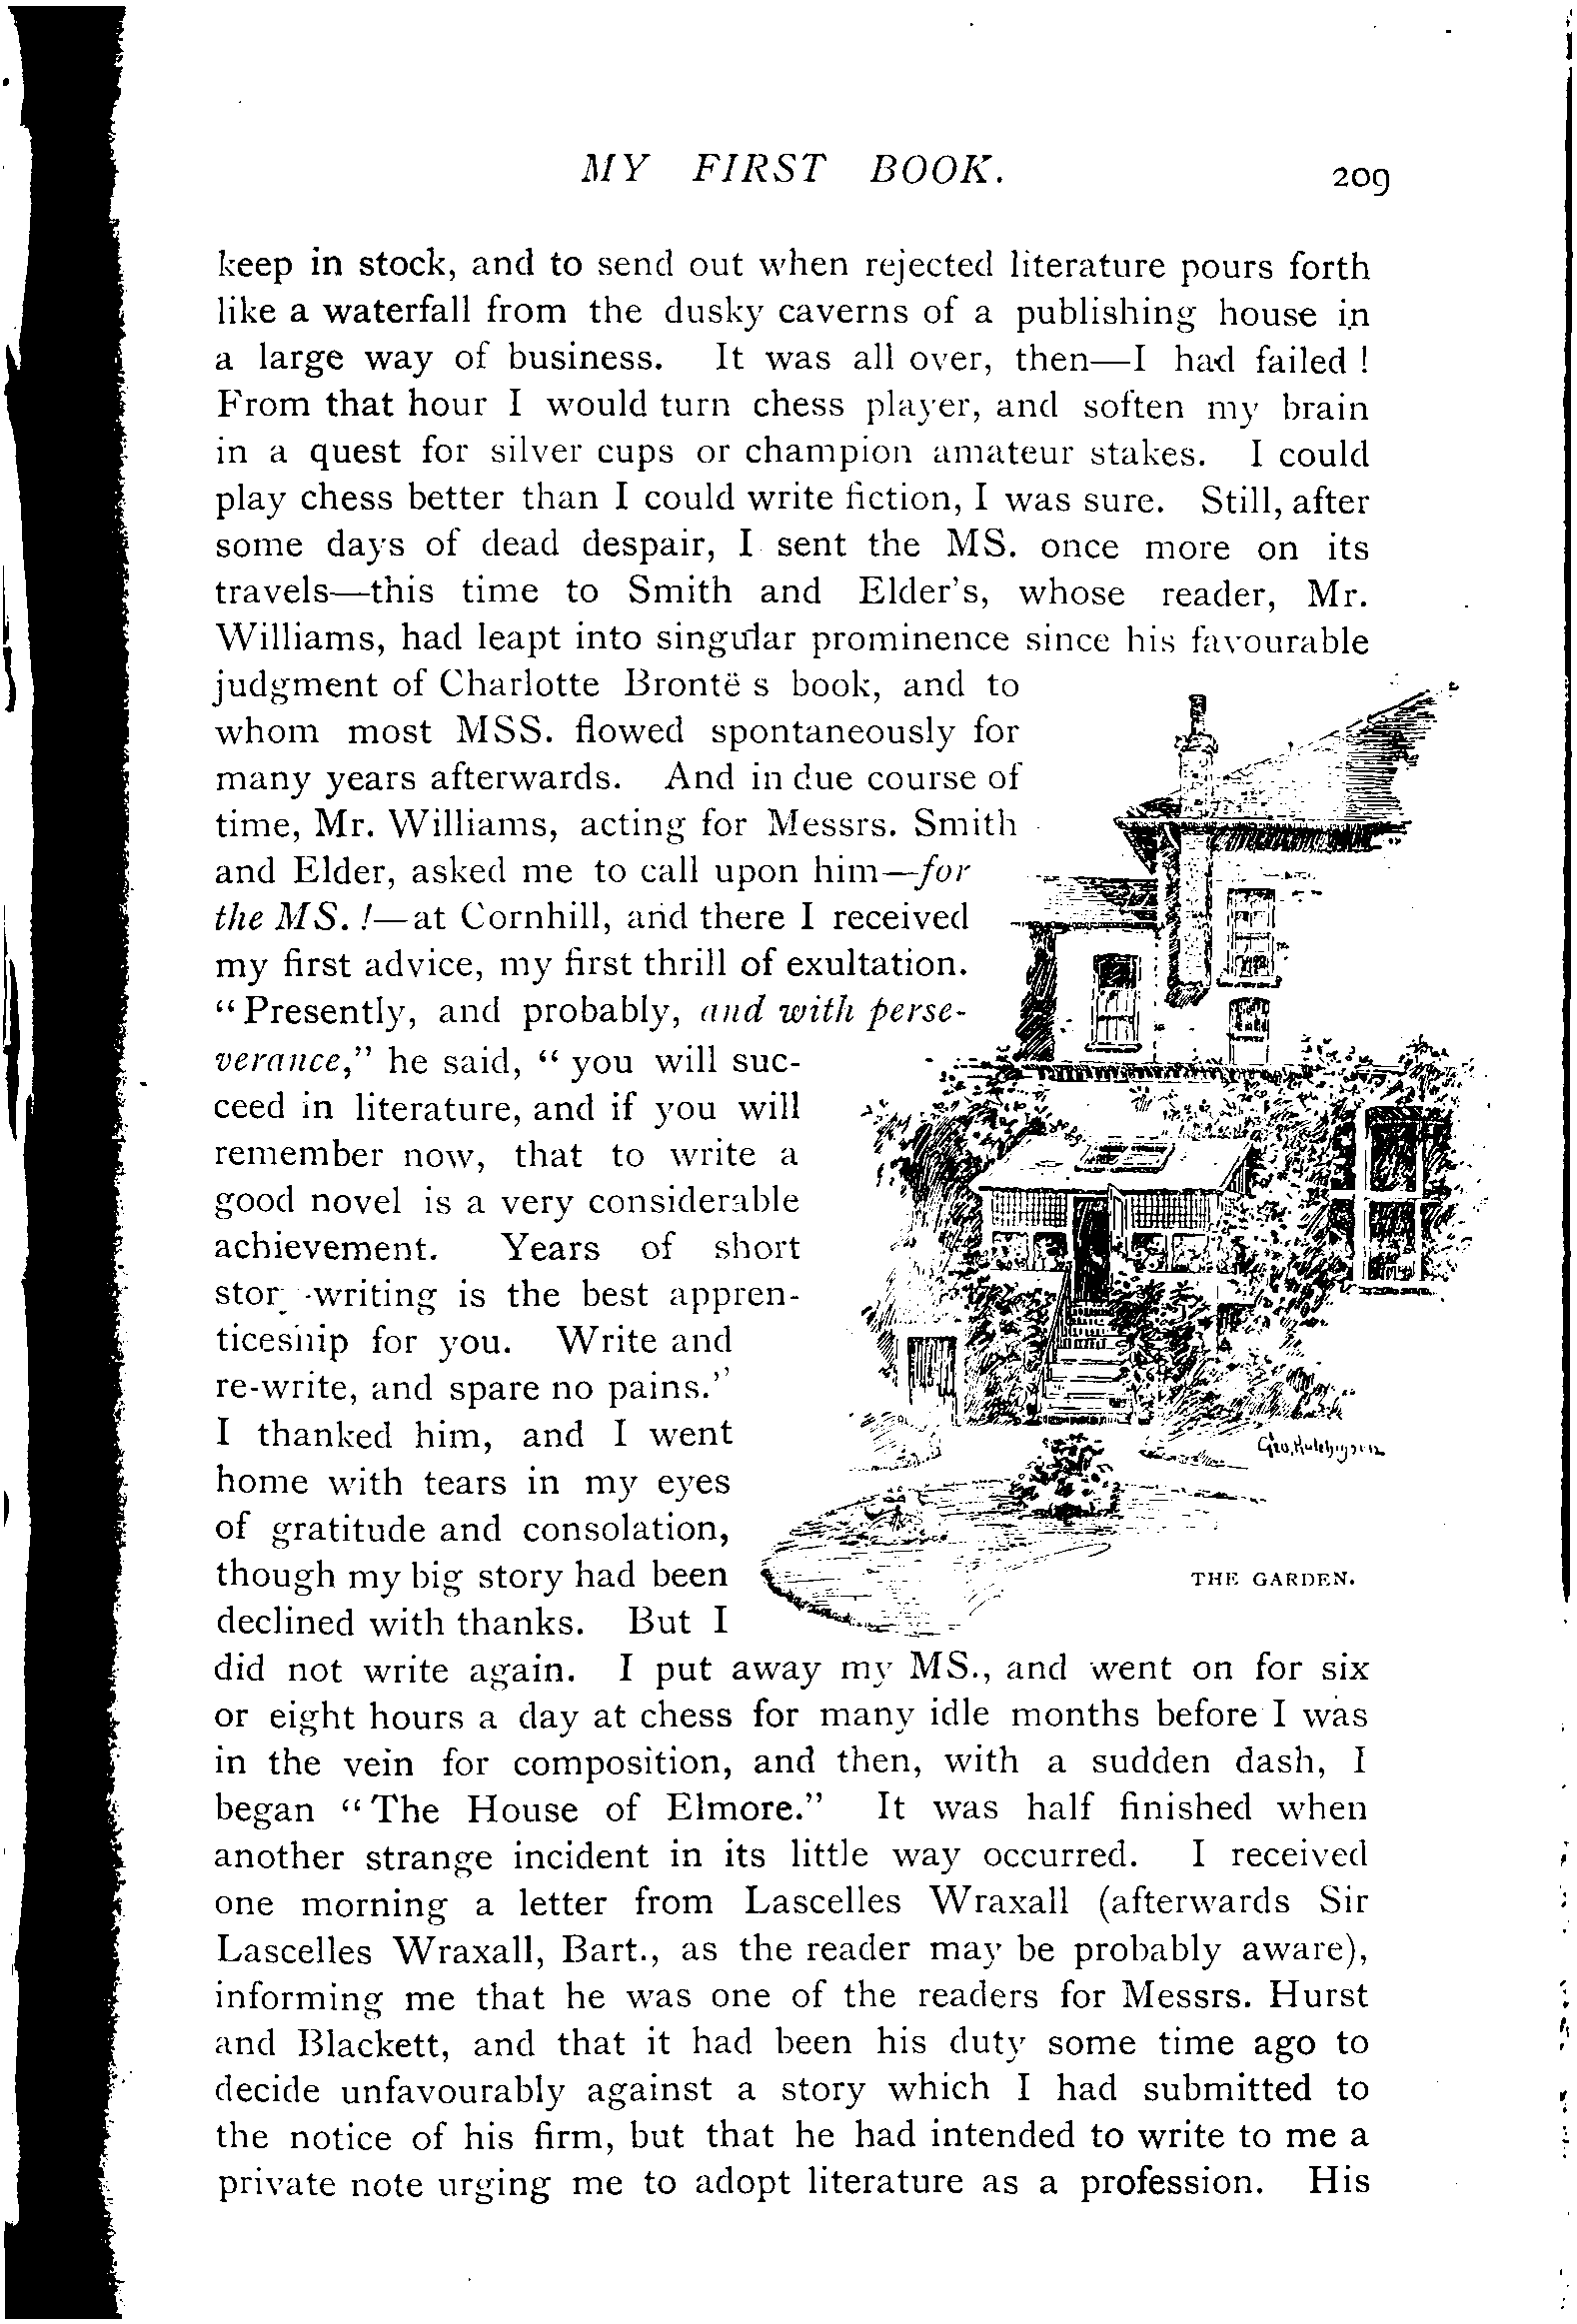 MY FIRST BOOK.
209
keep in stock, and to send out when rejected literature pours forth
like a waterfall from the dusky caverns of a publishing house in
a large way of business. It was all over, then—I had failed !
From that hour I would turn chess player, and soften my brain
in a quest for silver cups or champion amateur stakes. I could
play chess better than I could write fiction, I was sure. Still, after
some days of dead despair, I sent the MS. once more on its
travels—this time to Smith and Elder's, whose reader, Mr.
Williams, had leapt into singular prominence since his favourable
judgment of Charlotte Brontë s book, and to
whom most MSS. flowed spontaneously for
many years afterwards. And in due course of
time, Mr. Williams, acting for Messrs. Smith
and Elder, asked me to call upon him—for
the MS. !—at Cornhill, and there I received
my first advice, my first thrill of exultation.
“Presently, and probably, and with perse-
verance,” he said, “ you will suc-
ceed in literature, and if you will
remember now, that to write a
good novel is a very considerable
achievement. Years of short
stor -writing is the best appren-
ticeship for you. Write and
re-write, and spare no pains.”
I thanked him, and I went
home with tears in my eyes
of gratitude and consolation,
though my big story had been
declined with thanks. But I
did not write again. I put away my MS., and went on for six
or eight hours a day at chess for many idle months before I was
in the vein for composition, and then, with a sudden dash, I
began “The House of Elmore.” It was half finished when
another strange incident in its little way occurred. I received
one morning a letter from Lascelles Wraxall (afterwards Sir
Lascelles Wraxall, Bart., as the reader may be probably aware),
informing me that he was one of the readers for Messrs. Hurst
and Blackett, and that it had been his duty some time ago to
decide unfavourably against a story which I had submitted to
the notice of his firm, but that he had intended to write to me a
private note urging me to adopt literature as a profession. His
Geo. Hutchinson
THE GARDEN.